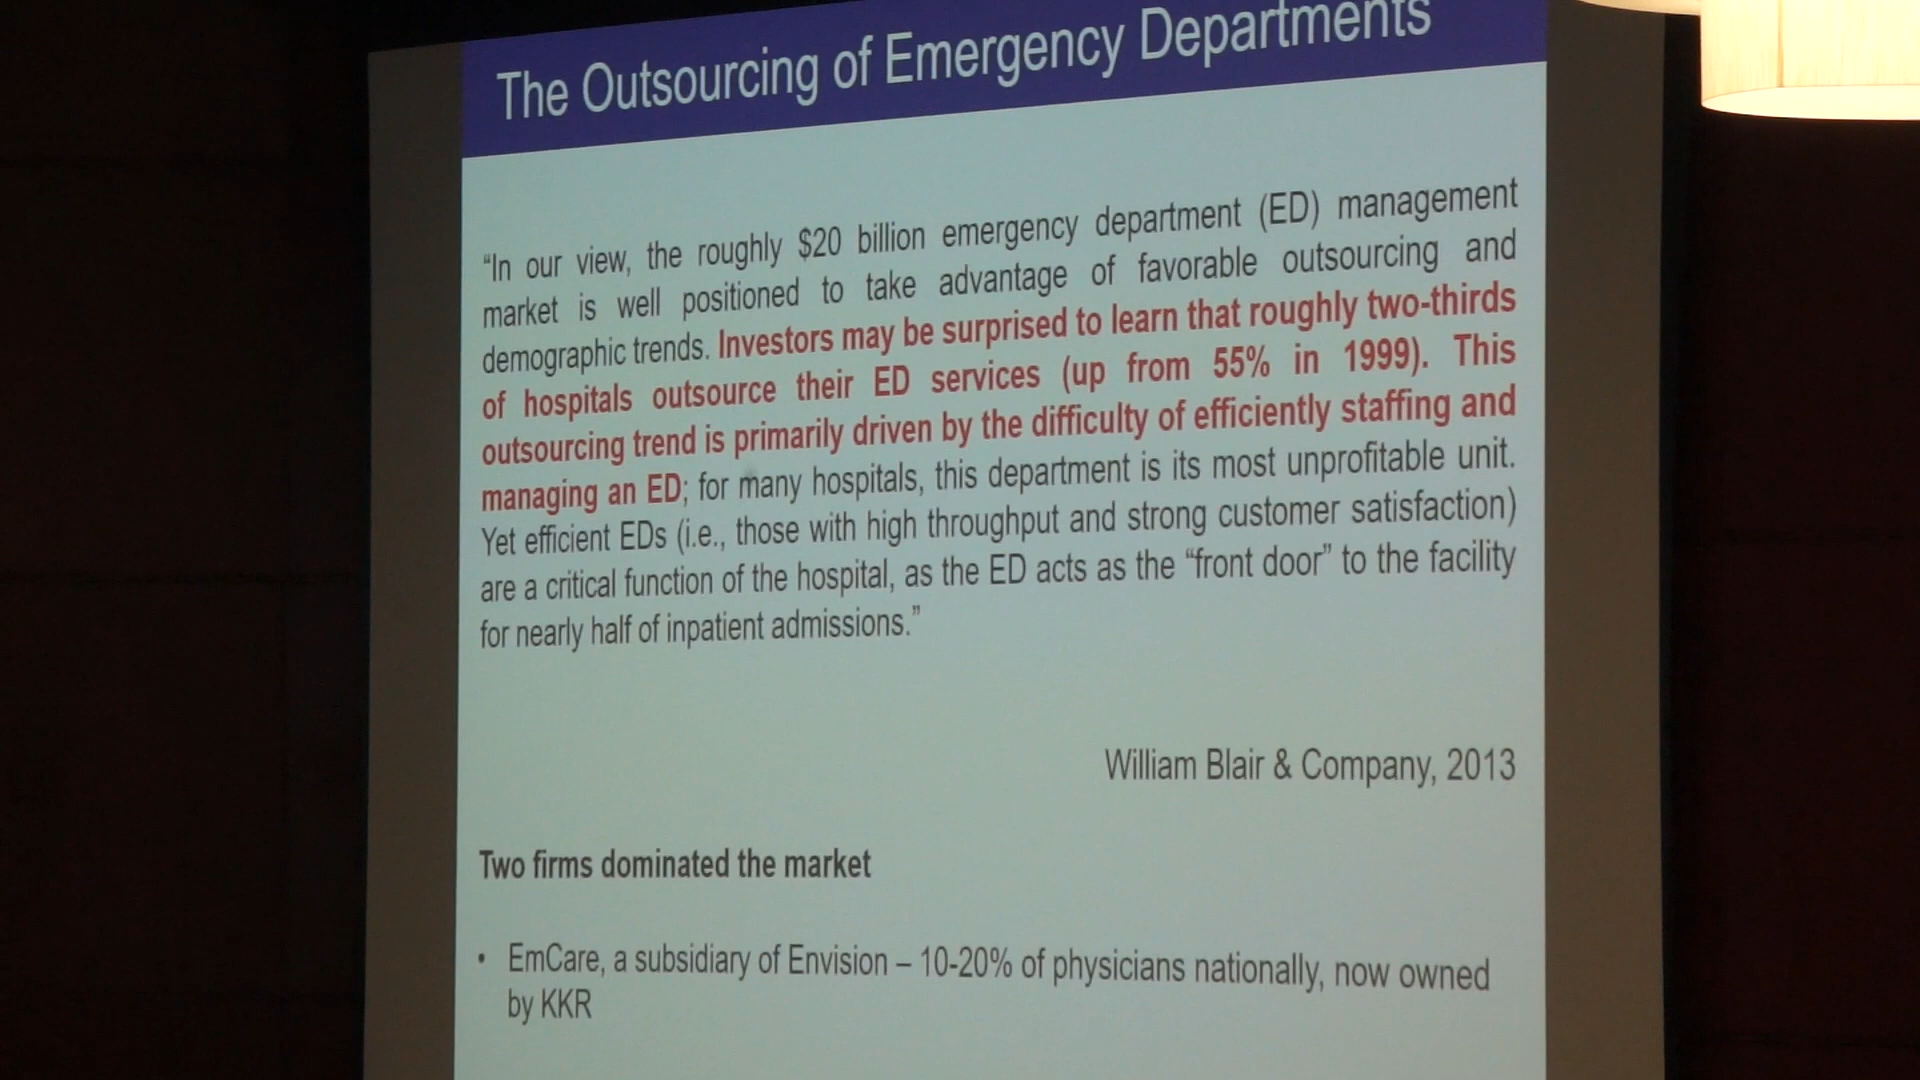 The Outsourcing of Emergency Departments
“In our view, the roughly $20 billion emergency department (ED) management
market is well positioned to take advantage of favorable outsourcing and
demographic trends. Investors may be surprised to learn that roughly two-thirds
of hospitals outsource their ED services (up from 55% in 1999). This
outsourcing trend is primarily driven by the difficulty of efficiently staffing and
managing an ED; for many hospitals, this department is its most unprofitable unit.
Yet efficient EDs (i.e., those with high throughput and strong customer satisfaction)
are a critical function of the hospital, as the ED acts as the “front door” to the facility
for nearly half of inpatient admissions.”
William Blair & Company, 2013
Two firms dominated the market
• EmCare, a subsidiary of Envision – 10-20% of physicians nationally, now owned
by KKR